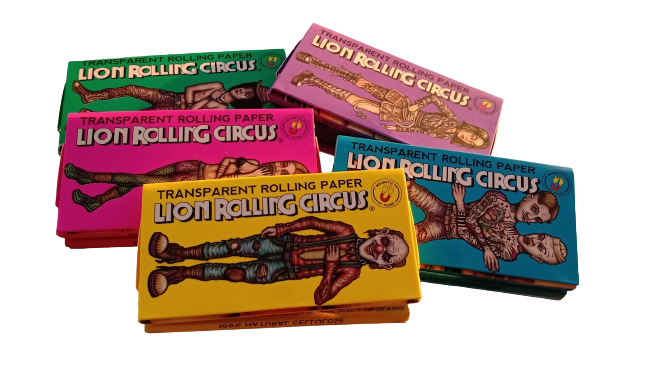 TRANSPARENT ROLLING PAPER
LION ROLLING CIRCUS
TRANSPARENT ROLLING PAPER
LION ROLLING CIRCUS
TRANSPARENT ROLLING PAPER
LION ROLLING CIRCUS®
TRANSPARENT ROLLING PAPER
LION ROLLING CIRCUS
TRANSPARENT ROLLING PAPER
LION ROLLING CIRCUS®
100% NATURAL CELLULOSE